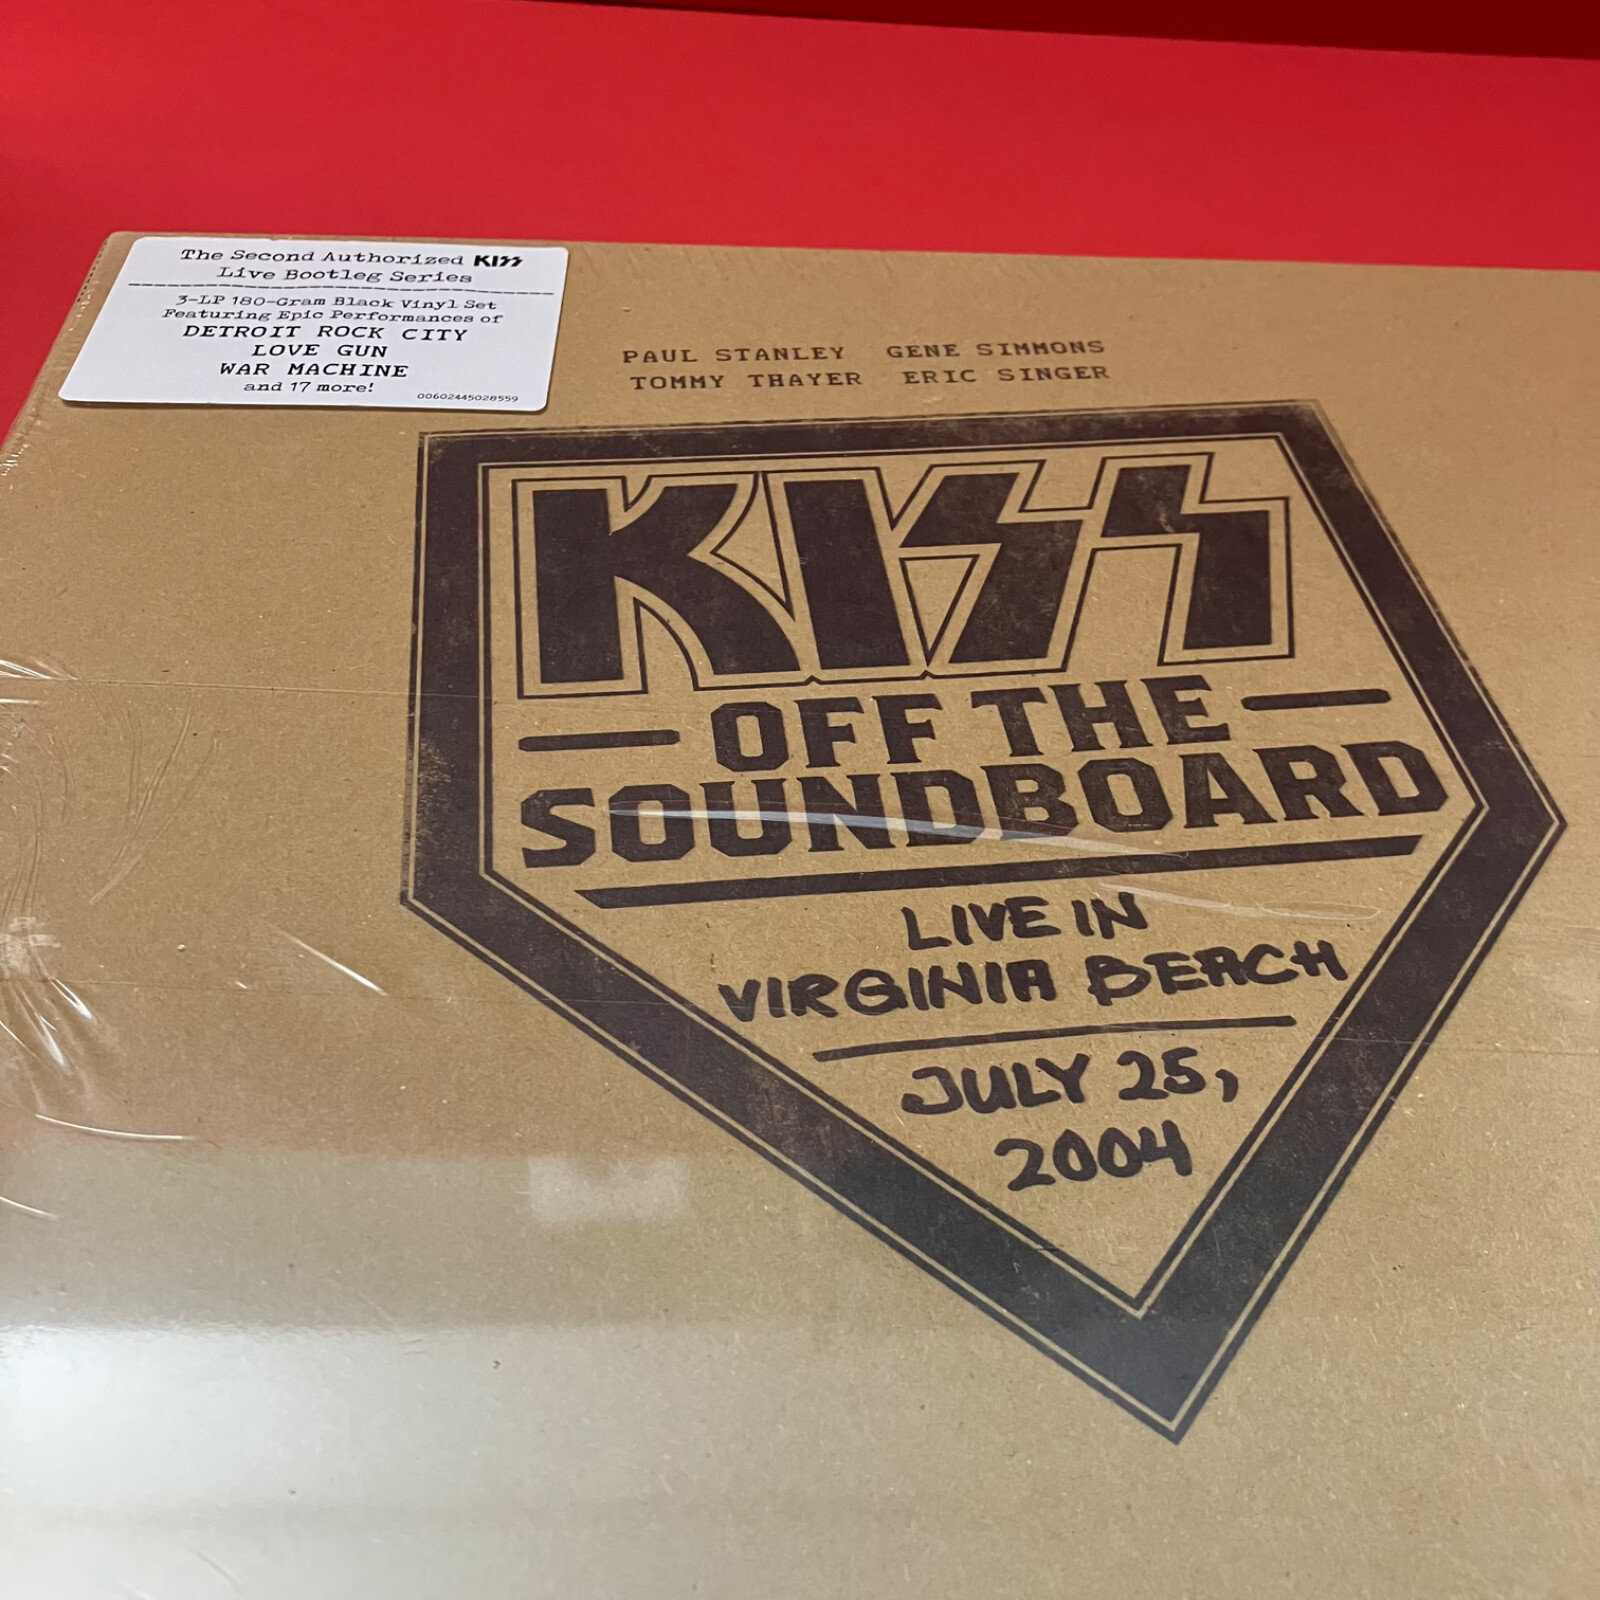 The Second Authorized KISS
Live Bootleg Series
3-LP 180-Gram Black Vinyl Set
Featuring Epic Performances of
DETROIT ROCK CITY
LOVE GUN
WAR MACHINE
and 17 more!
00602445028559
PAUL STANLEY GENE SIMMONS
TOMMY THAYER ERIC SINGER
KISS
OFF THE
SOUNDBOARD
LIVE IN
VIRGINIA BEACH
JULY 25,
2004